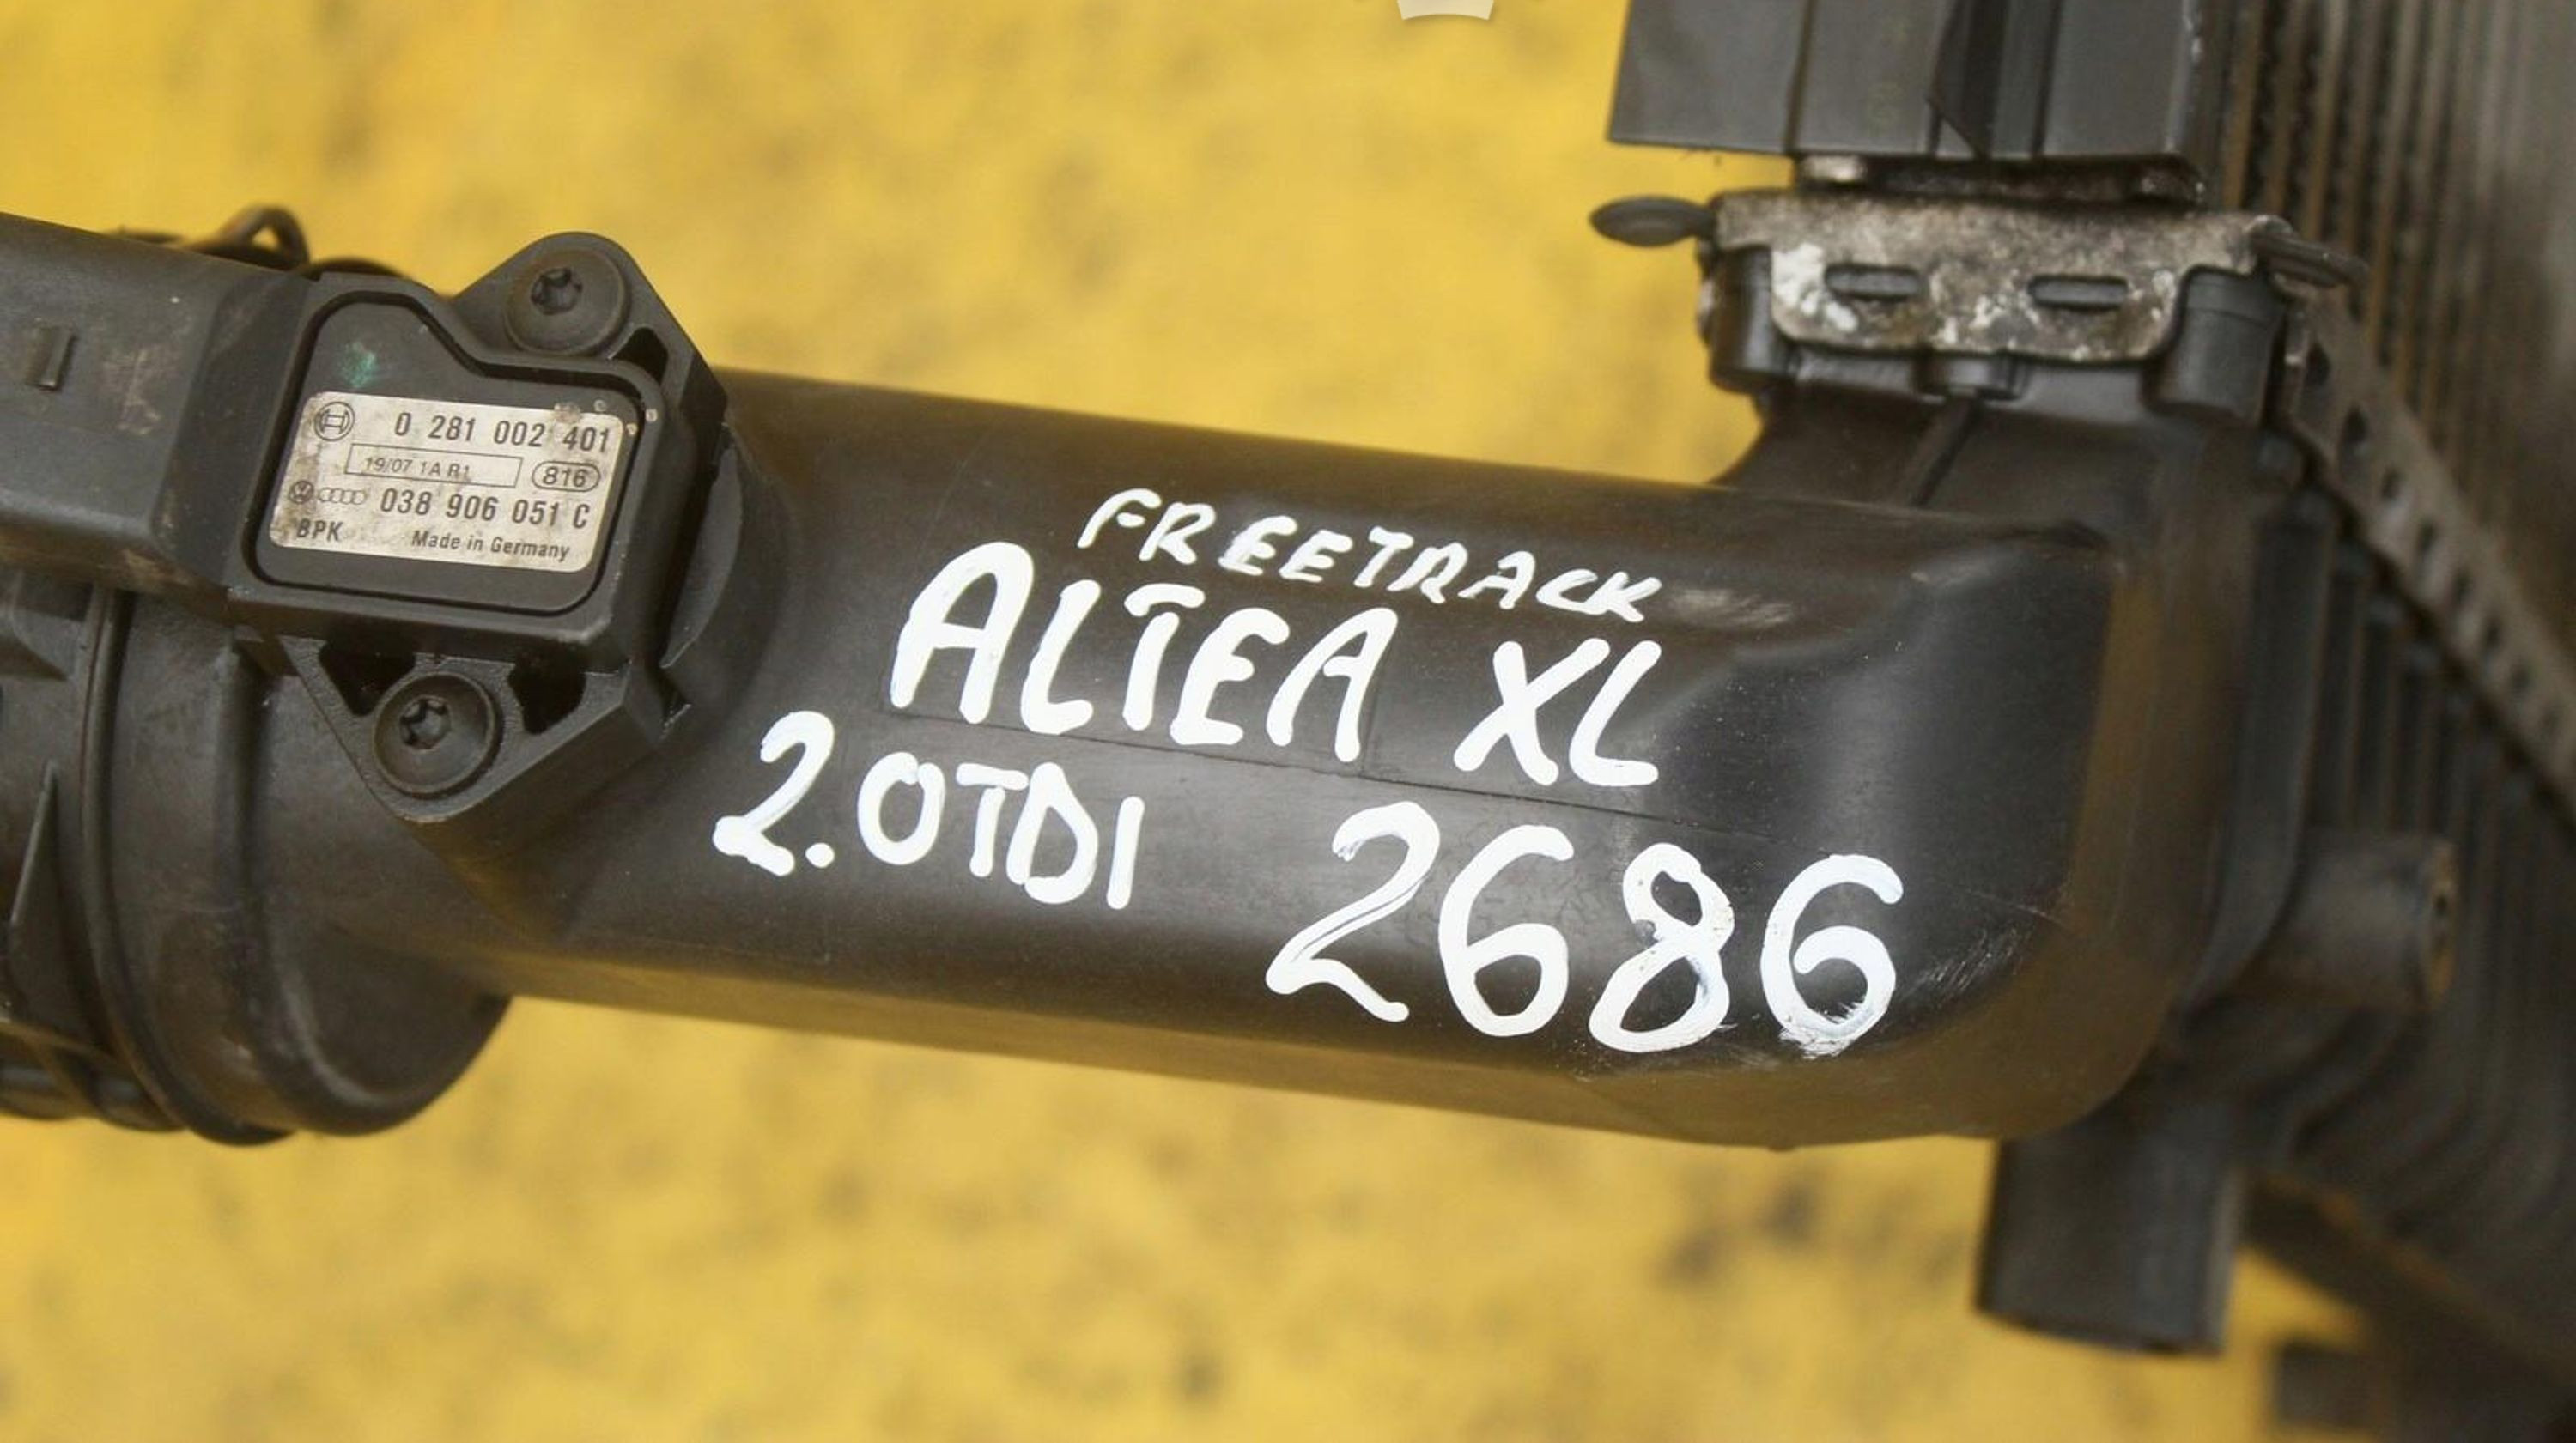 0 281 002 401
19/07 1A R1 816
038 906 051 C
BPK Made in Germany
FREETRACK
ALTEA XL
2.0TDI 2686